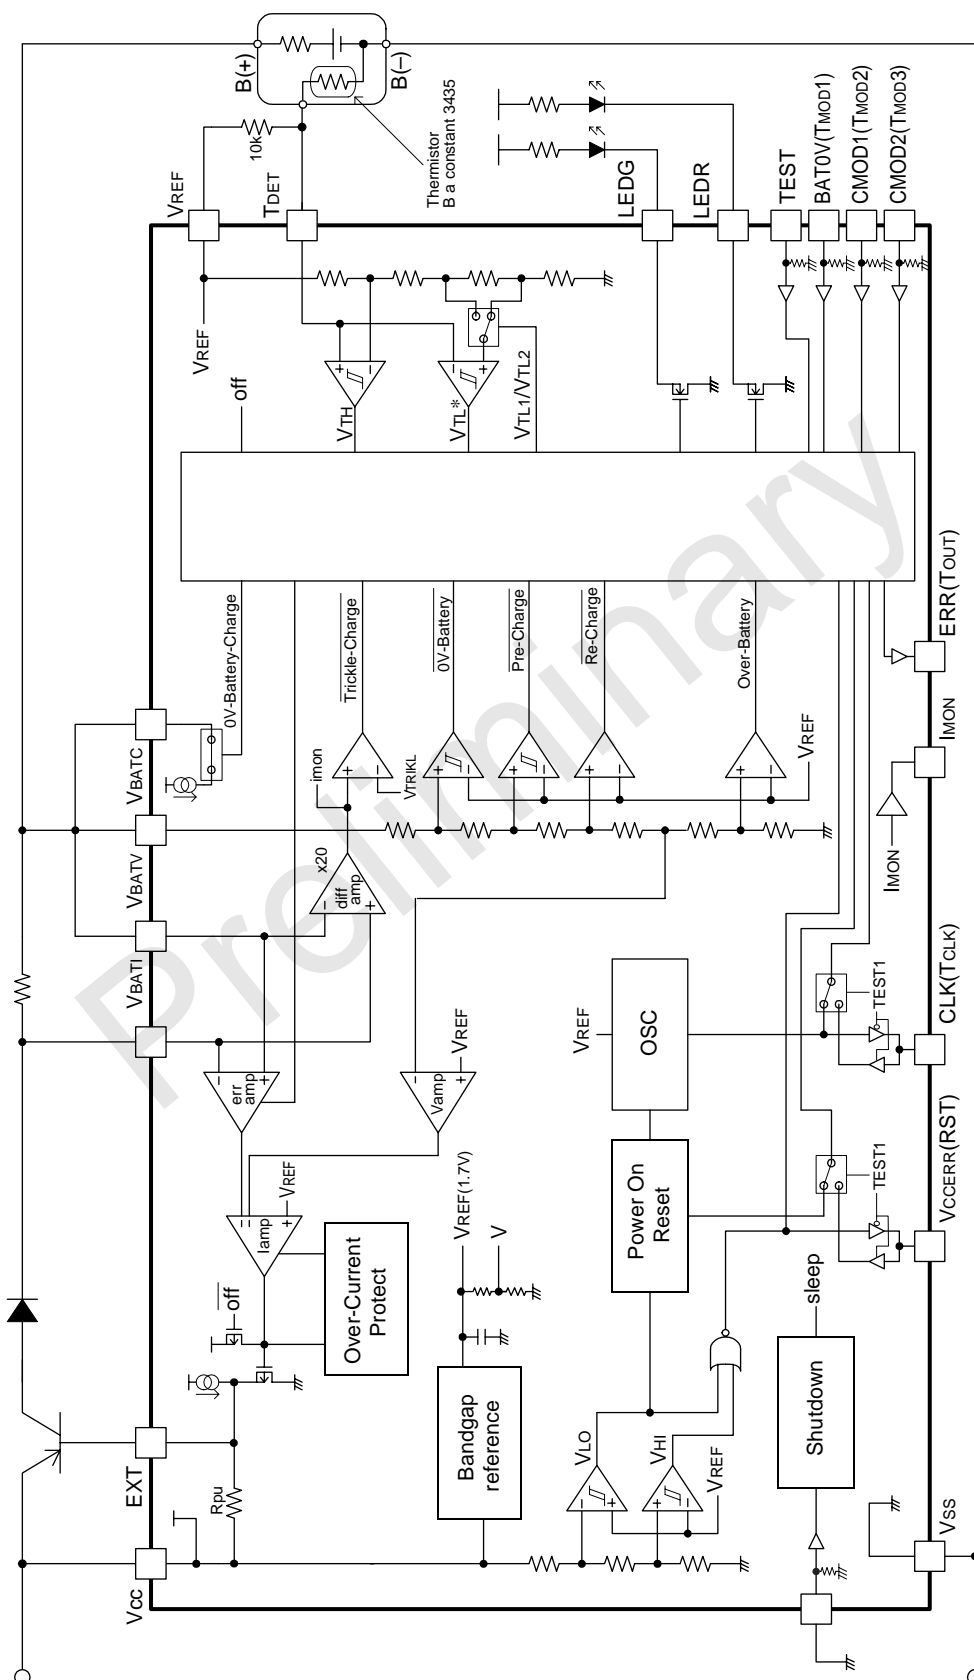 B(+)
B(–)
10k
Thermistor
B a constant 3435
VREF
TDET
LEDG
LEDR
TEST
BAT0V(TMOD1)
CMOD1(TMOD2)
CMOD2(TMOD3)
VREF
off
+
–
VTH
–
+
VTL*
VTL1/VTL2
0V-Battery-Charge
Trickle-Charge
0V-Battery
Pre-Charge
Re-Charge
Over-Battery
ERR(TOUT)
VBATC
imon
+
–
VTRIKL
+
–
+
–
+
–
+
–
VREF
IMON
IMON
VBATV
x20
diff
amp
–
+
VBATI
–
+
err
amp
–
+
Vamp
VREF
VREF
OSC
TEST1
CLK(TCLK)
–
–
+
Iamp
VREF
VREF(1.7V)
V
Power On
Reset
TEST1
VCCERR(RST)
off
Over-Current
Protect
sleep
Bandgap
reference
Shutdown
EXT
Rpu
VLO
VHI
–
+
+
–
VREF
VSS
Vcc
Preliminary